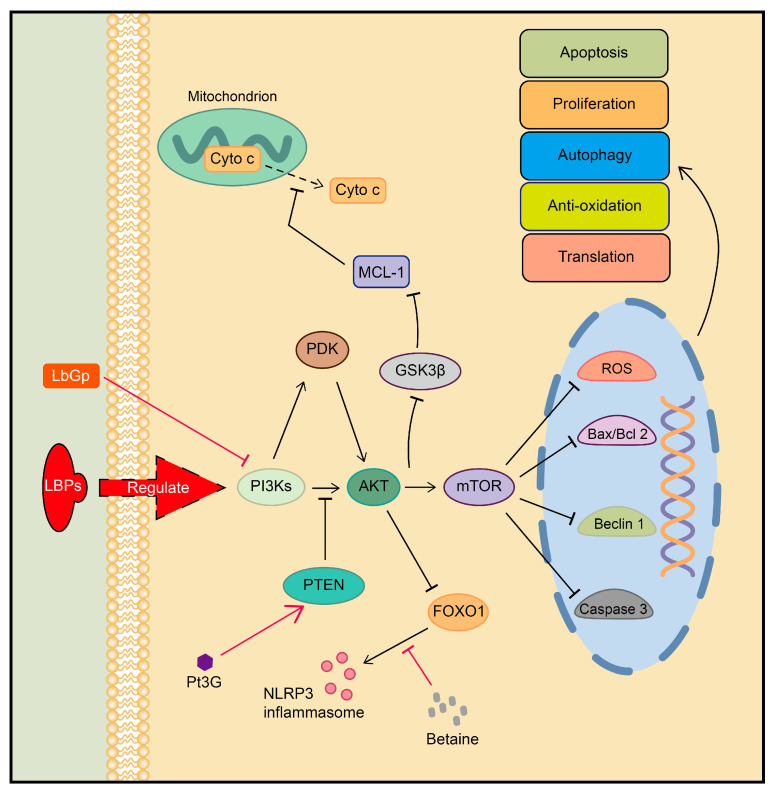 Apoptosis
Proliferation
Autophagy
Anti-oxidation
Translation
Mitochondrion
Cyto c
Cyto c
MCL-1
PDK
GSK3β
LbGp
LBPs
Regulate
PI3Ks
AKT
mTOR
ROS
Bax/Bcl 2
Beclin 1
Caspase 3
PTEN
FOXO1
Pt3G
NLRP3
inflammasome
Betaine